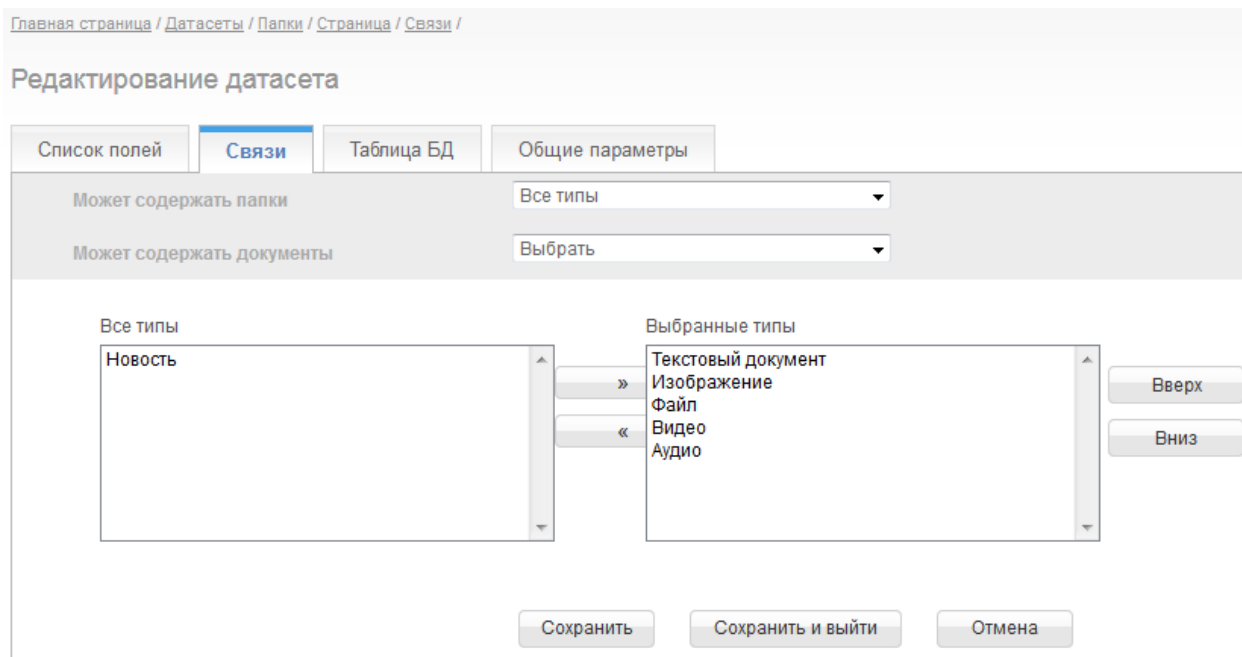 Главная страница / Датасеты / Папки / Страница / Связи /
Редактирование датасета
Список полей Связи Таблица БД Общие параметры
Может содержать папки Все типы
Может содержать документы Выбрать
Все типы Выбранные типы
Новость Текстовый документ
» Изображение Вверх
Файл
« Видео Вниз
Аудио
Сохранить Сохранить и выйти Отмена